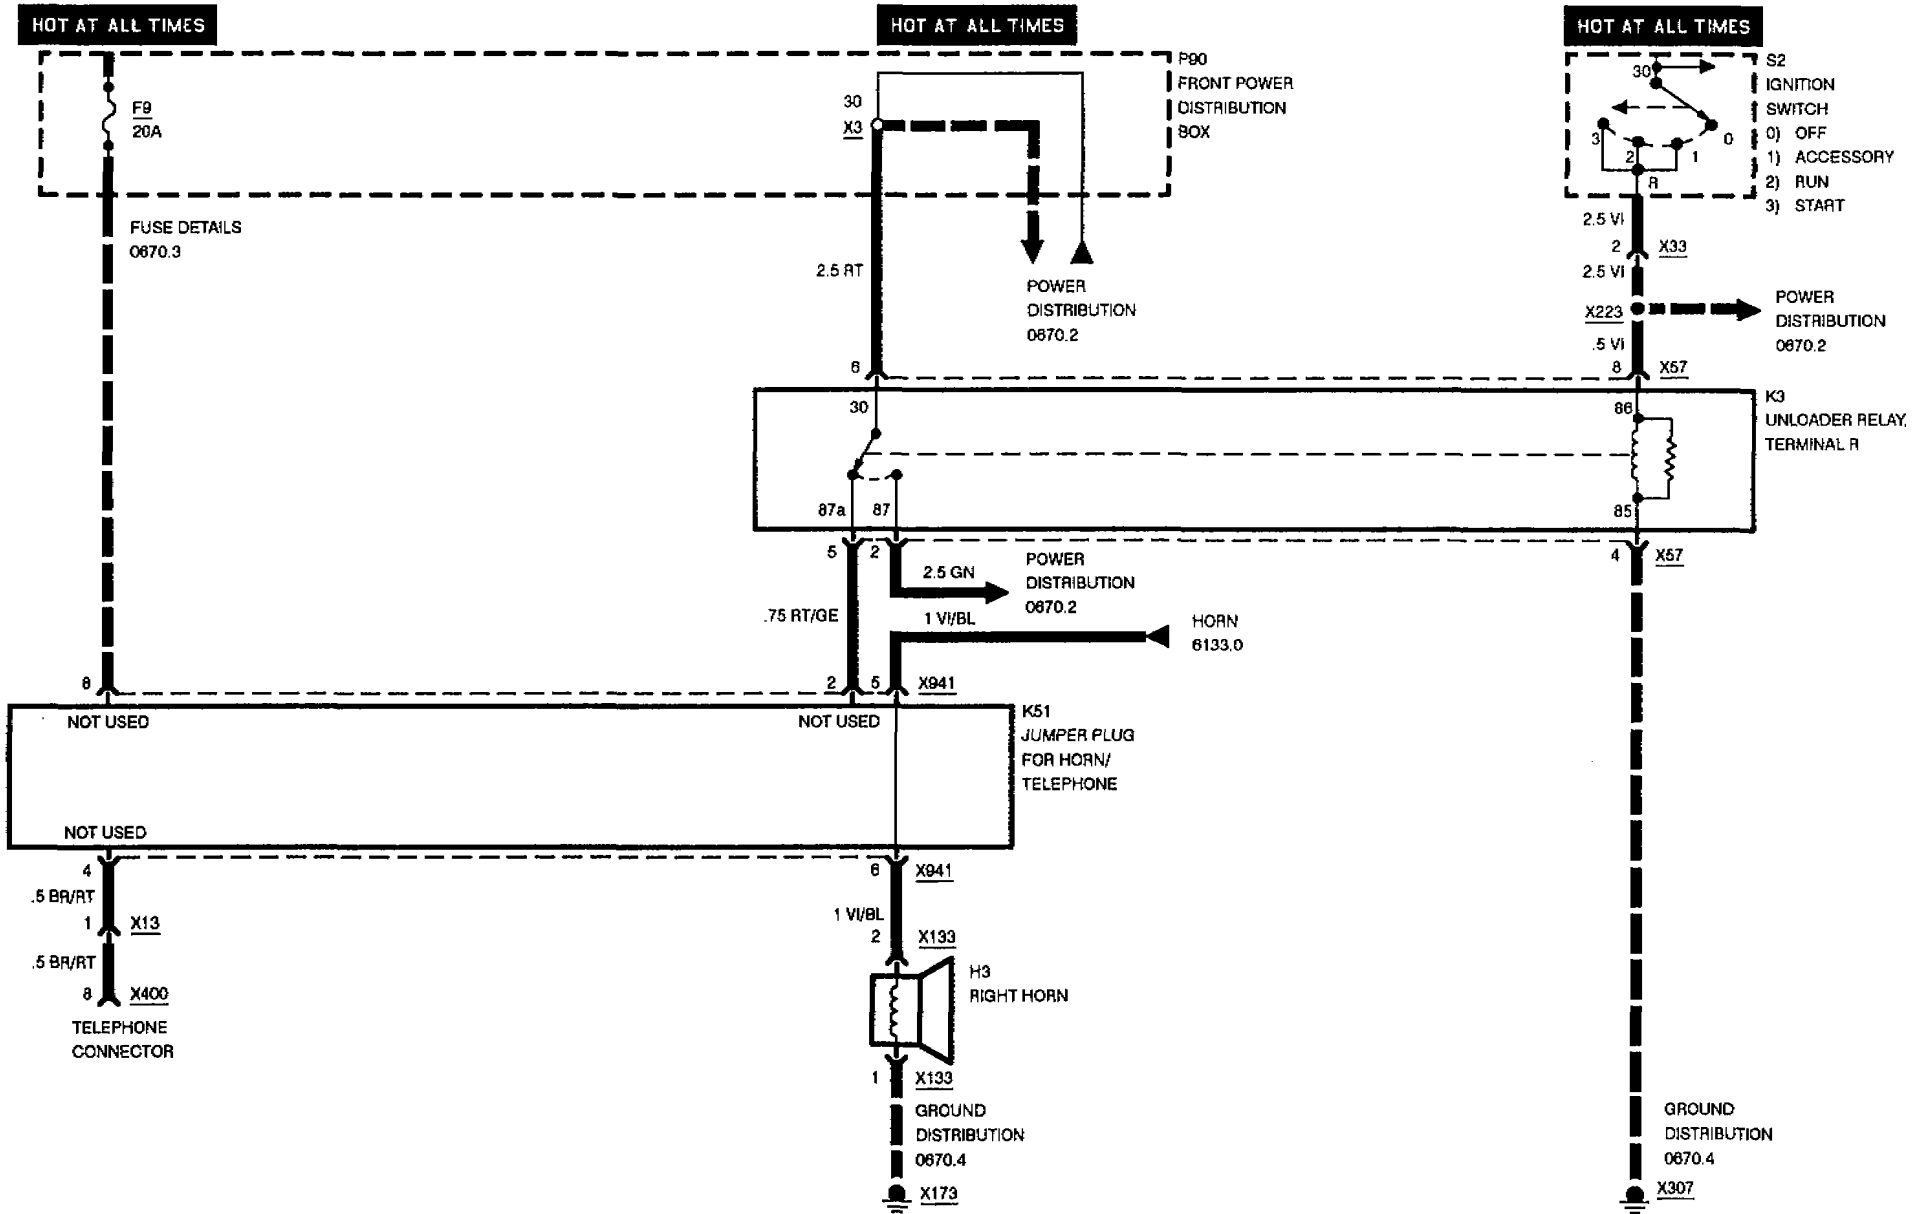 HOT AT ALL TIMES
HOT AT ALL TIMES
HOT AT ALL TIMES
F9
20A
30
X3
P90
FRONT POWER
DISTRIBUTION
BOX
30
3
2
1
0
R
S2
IGNITION
SWITCH
0) OFF
1) ACCESSORY
2) RUN
3) START
FUSE DETAILS
0670.3
2.5 RT
POWER
DISTRIBUTION
0670.2
2.5 VI
2
X33
2.5 VI
X223
.5 VI
POWER
DISTRIBUTION
0670.2
6
8
X57
30
86
87a
87
85
K3
UNLOADER RELAY,
TERMINAL R
5
2
4
X57
2.5 GN
POWER
DISTRIBUTION
0670.2
.75 RT/GE
1 VI/BL
HORN
6133.0
8
2
5
X941
NOT USED
NOT USED
NOT USED
K51
JUMPER PLUG
FOR HORN/
TELEPHONE
4
6
X941
.5 BR/RT
1
X13
.5 BR/RT
8
X400
TELEPHONE
CONNECTOR
1 VI/BL
2
X133
H3
RIGHT HORN
1
X133
GROUND
DISTRIBUTION
0670.4
X173
GROUND
DISTRIBUTION
0670.4
X307